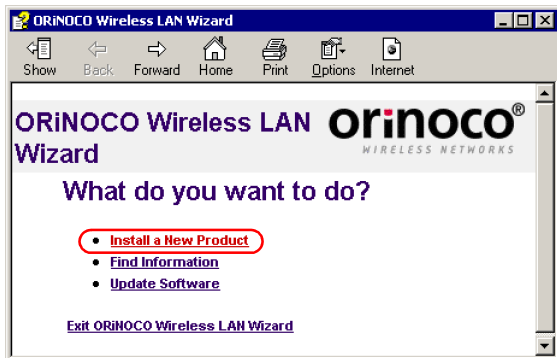 ORiNOCO Wireless LAN Wizard
Show Back Forward Home Print Options Internet
ORiNOCO Wireless LAN
Wizard
orinoco®
WIRELESS NETWORKS
What do you want to do?
Install a New Product
Find Information
Update Software
Exit ORiNOCO Wireless LAN Wizard